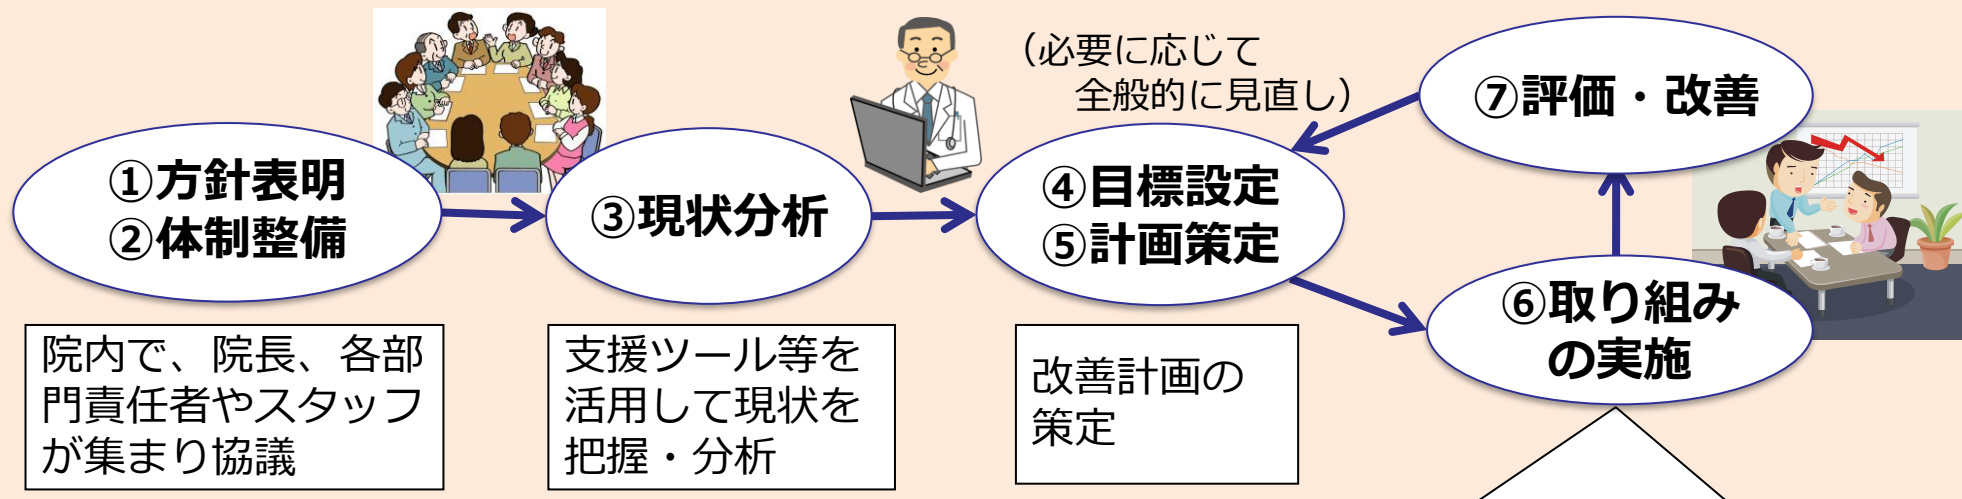 ①方針表明
②体制整備
院内で、院長、各部
門責任者やスタッフ
が集まり協議
③現状分析
支援ツール等を
活用して現状を
把握・分析
（必要に応じて
全般的に見直し）
④目標設定
⑤計画策定
改善計画の
策定
⑥取り組み
の実施
⑦評価・改善